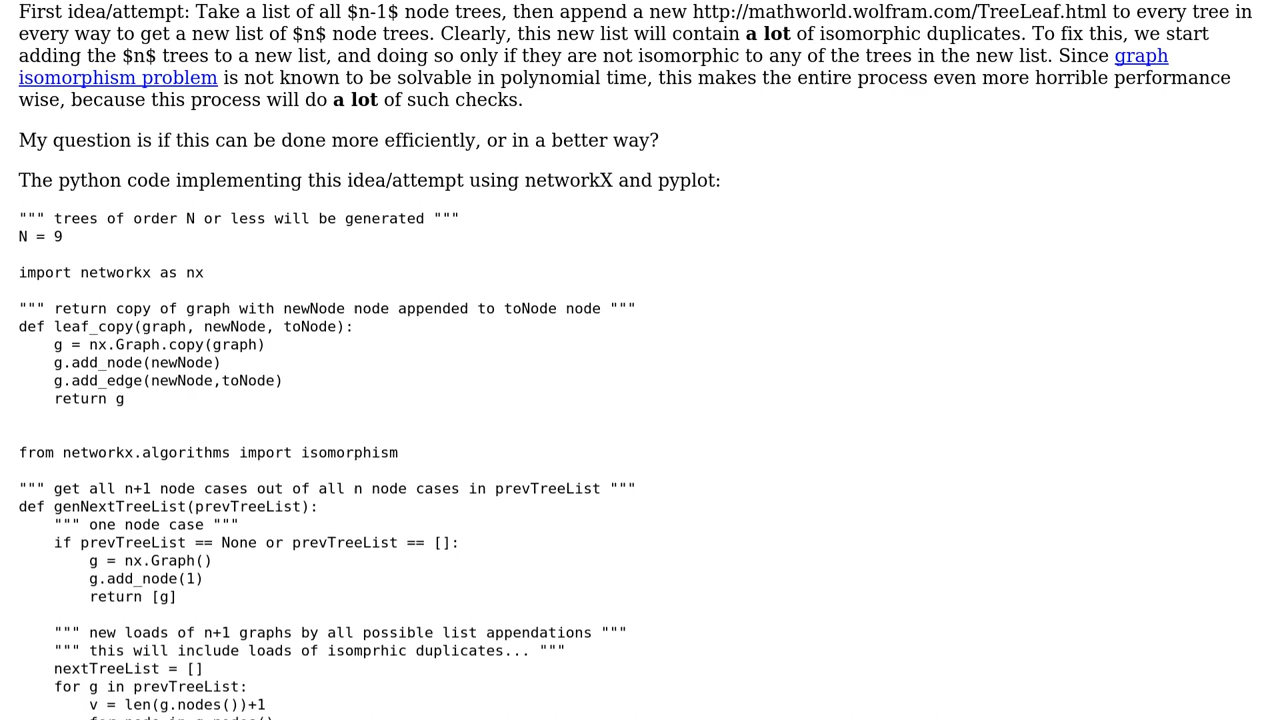 First idea/attempt: Take a list of all $n-1$ node trees, then append a new http://mathworld.wolfram.com/TreeLeaf.html to every tree in
every way to get a new list of $n$ node trees. Clearly, this new list will contain a lot of isomorphic duplicates. To fix this, we start
adding the $n$ trees to a new list, and doing so only if they are not isomorphic to any of the trees in the new list. Since graph
isomorphism problem is not known to be solvable in polynomial time, this makes the entire process even more horrible performance
wise, because this process will do a lot of such checks.
My question is if this can be done more efficiently, or in a better way?
The python code implementing this idea/attempt using networkX and pyplot:
""" trees of order N or less will be generated """
N = 9
import networkx as nx
""" return copy of graph with newNode node appended to toNode node """
def leaf_copy(graph, newNode, toNode):
    g = nx.Graph.copy(graph)
    g.add_node(newNode)
    g.add_edge(newNode,toNode)
    return g
from networkx.algorithms import isomorphism
""" get all n+1 node cases out of all n node cases in prevTreeList """
def genNextTreeList(prevTreeList):
    """ one node case """
    if prevTreeList == None or prevTreeList == []:
        g = nx.Graph()
        g.add_node(1)
        return [g]
    """ new loads of n+1 graphs by all possible list appendations """
    """ this will include loads of isomprhic duplicates... """
    nextTreeList = []
    for g in prevTreeList:
        v = len(g.nodes())+1
        for node in g.nodes():